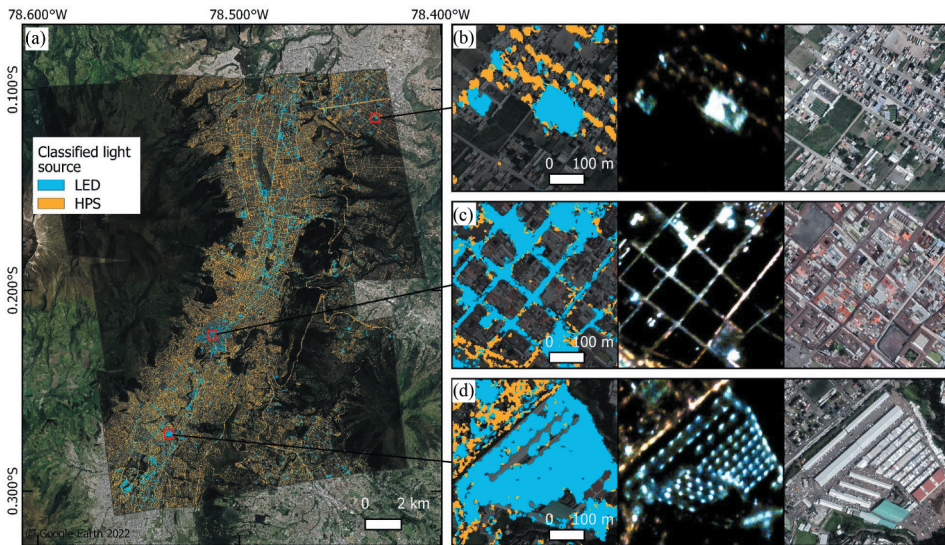 78.600°W
78.500°W
78.400°W
(a)
0.100°S
0.200°S
0.300°S
Classified light
source
LED
HPS
0 2 km
© Google Earth 2022
(b)
0 100 m
(c)
0 100 m
(d)
0 100 m